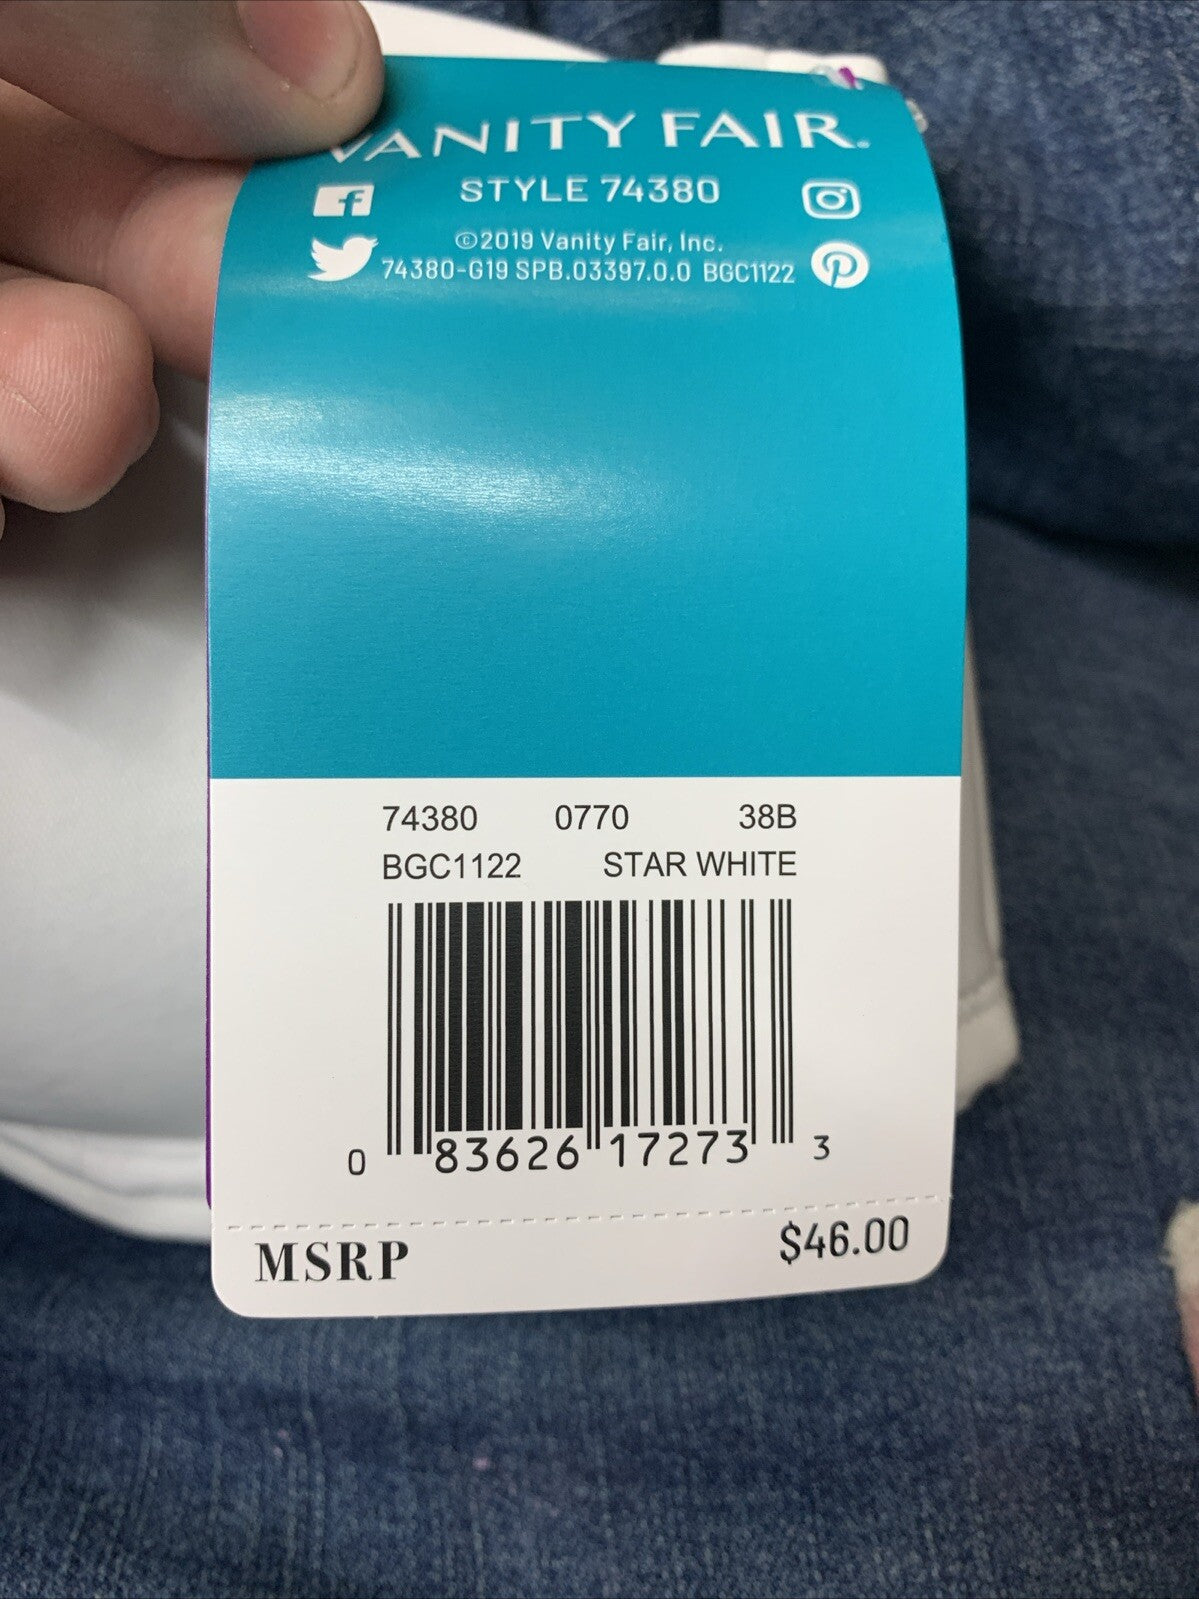 VANITY FAIR.
STYLE 74380
©2019 Vanity Fair, Inc.
74380-G19 SPB.03397.0.0 BGC1122
74380 0770 38B
BGC1122 STAR WHITE
0 83626 17273 3
MSRP $46.00